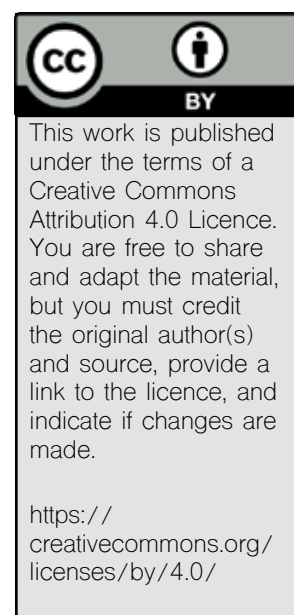 cc
BY
This work is published
under the terms of a
Creative Commons
Attribution 4.0 Licence.
You are free to share
and adapt the material,
but you must credit
the original author(s)
and source, provide a
link to the licence, and
indicate if changes are
made.
https://
creativecommons.org/
licenses/by/4.0/